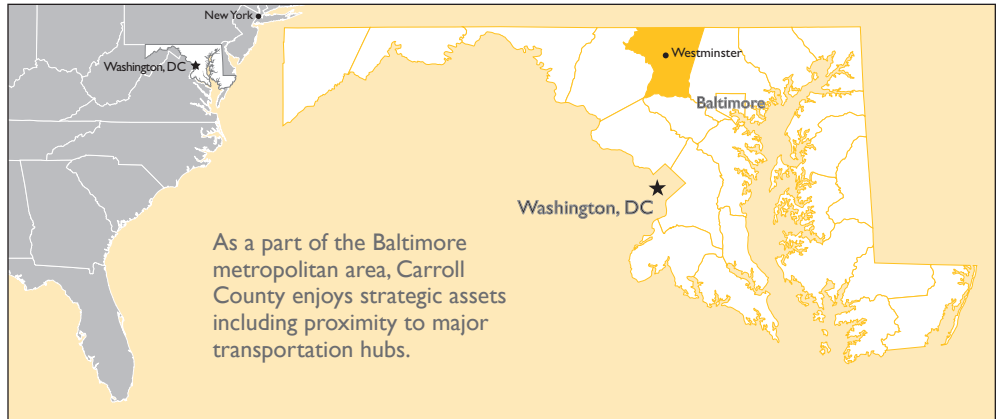 New York
Washington, DC
Westminster
Baltimore
Washington, DC
As a part of the Baltimore
metropolitan area, Carroll
County enjoys strategic assets
including proximity to major
transportation hubs.